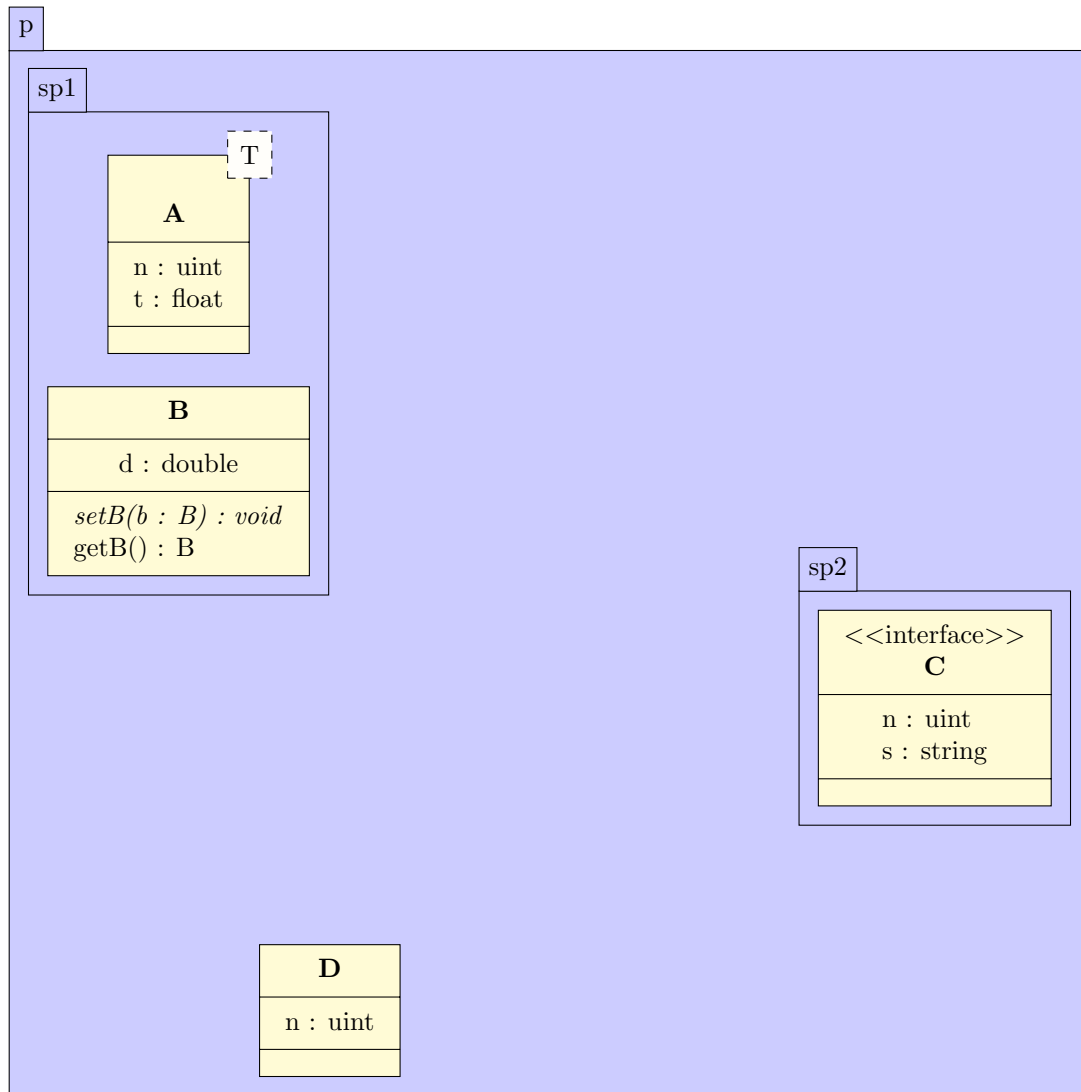 p
sp1
T
A
n : uint
t : float
B
d : double
setB(b : B) : void
getB() : B
sp2
<<interface>>
C
n : uint
s : string
D
n : uint